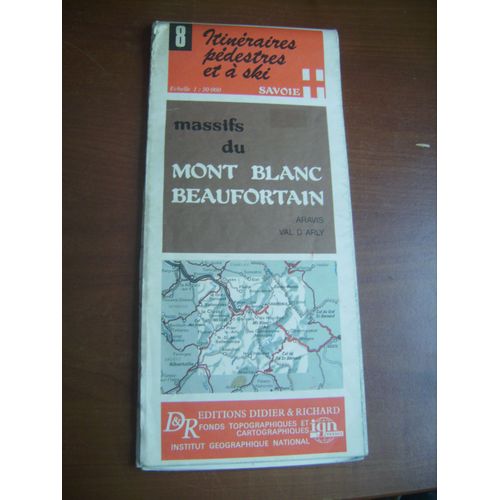 8
Itinéraires
pédestres
et à ski
Echelle 1 : 50 000
SAVOIE
massifs
du
MONT BLANC
BEAUFORTAIN
ARAVIS
VAL D'ARLY
D&R
EDITIONS DIDIER & RICHARD
FONDS TOPOGRAPHIQUES ET
CARTOGRAPHIQUES
ign
INSTITUT GEOGRAPHIQUE NATIONAL